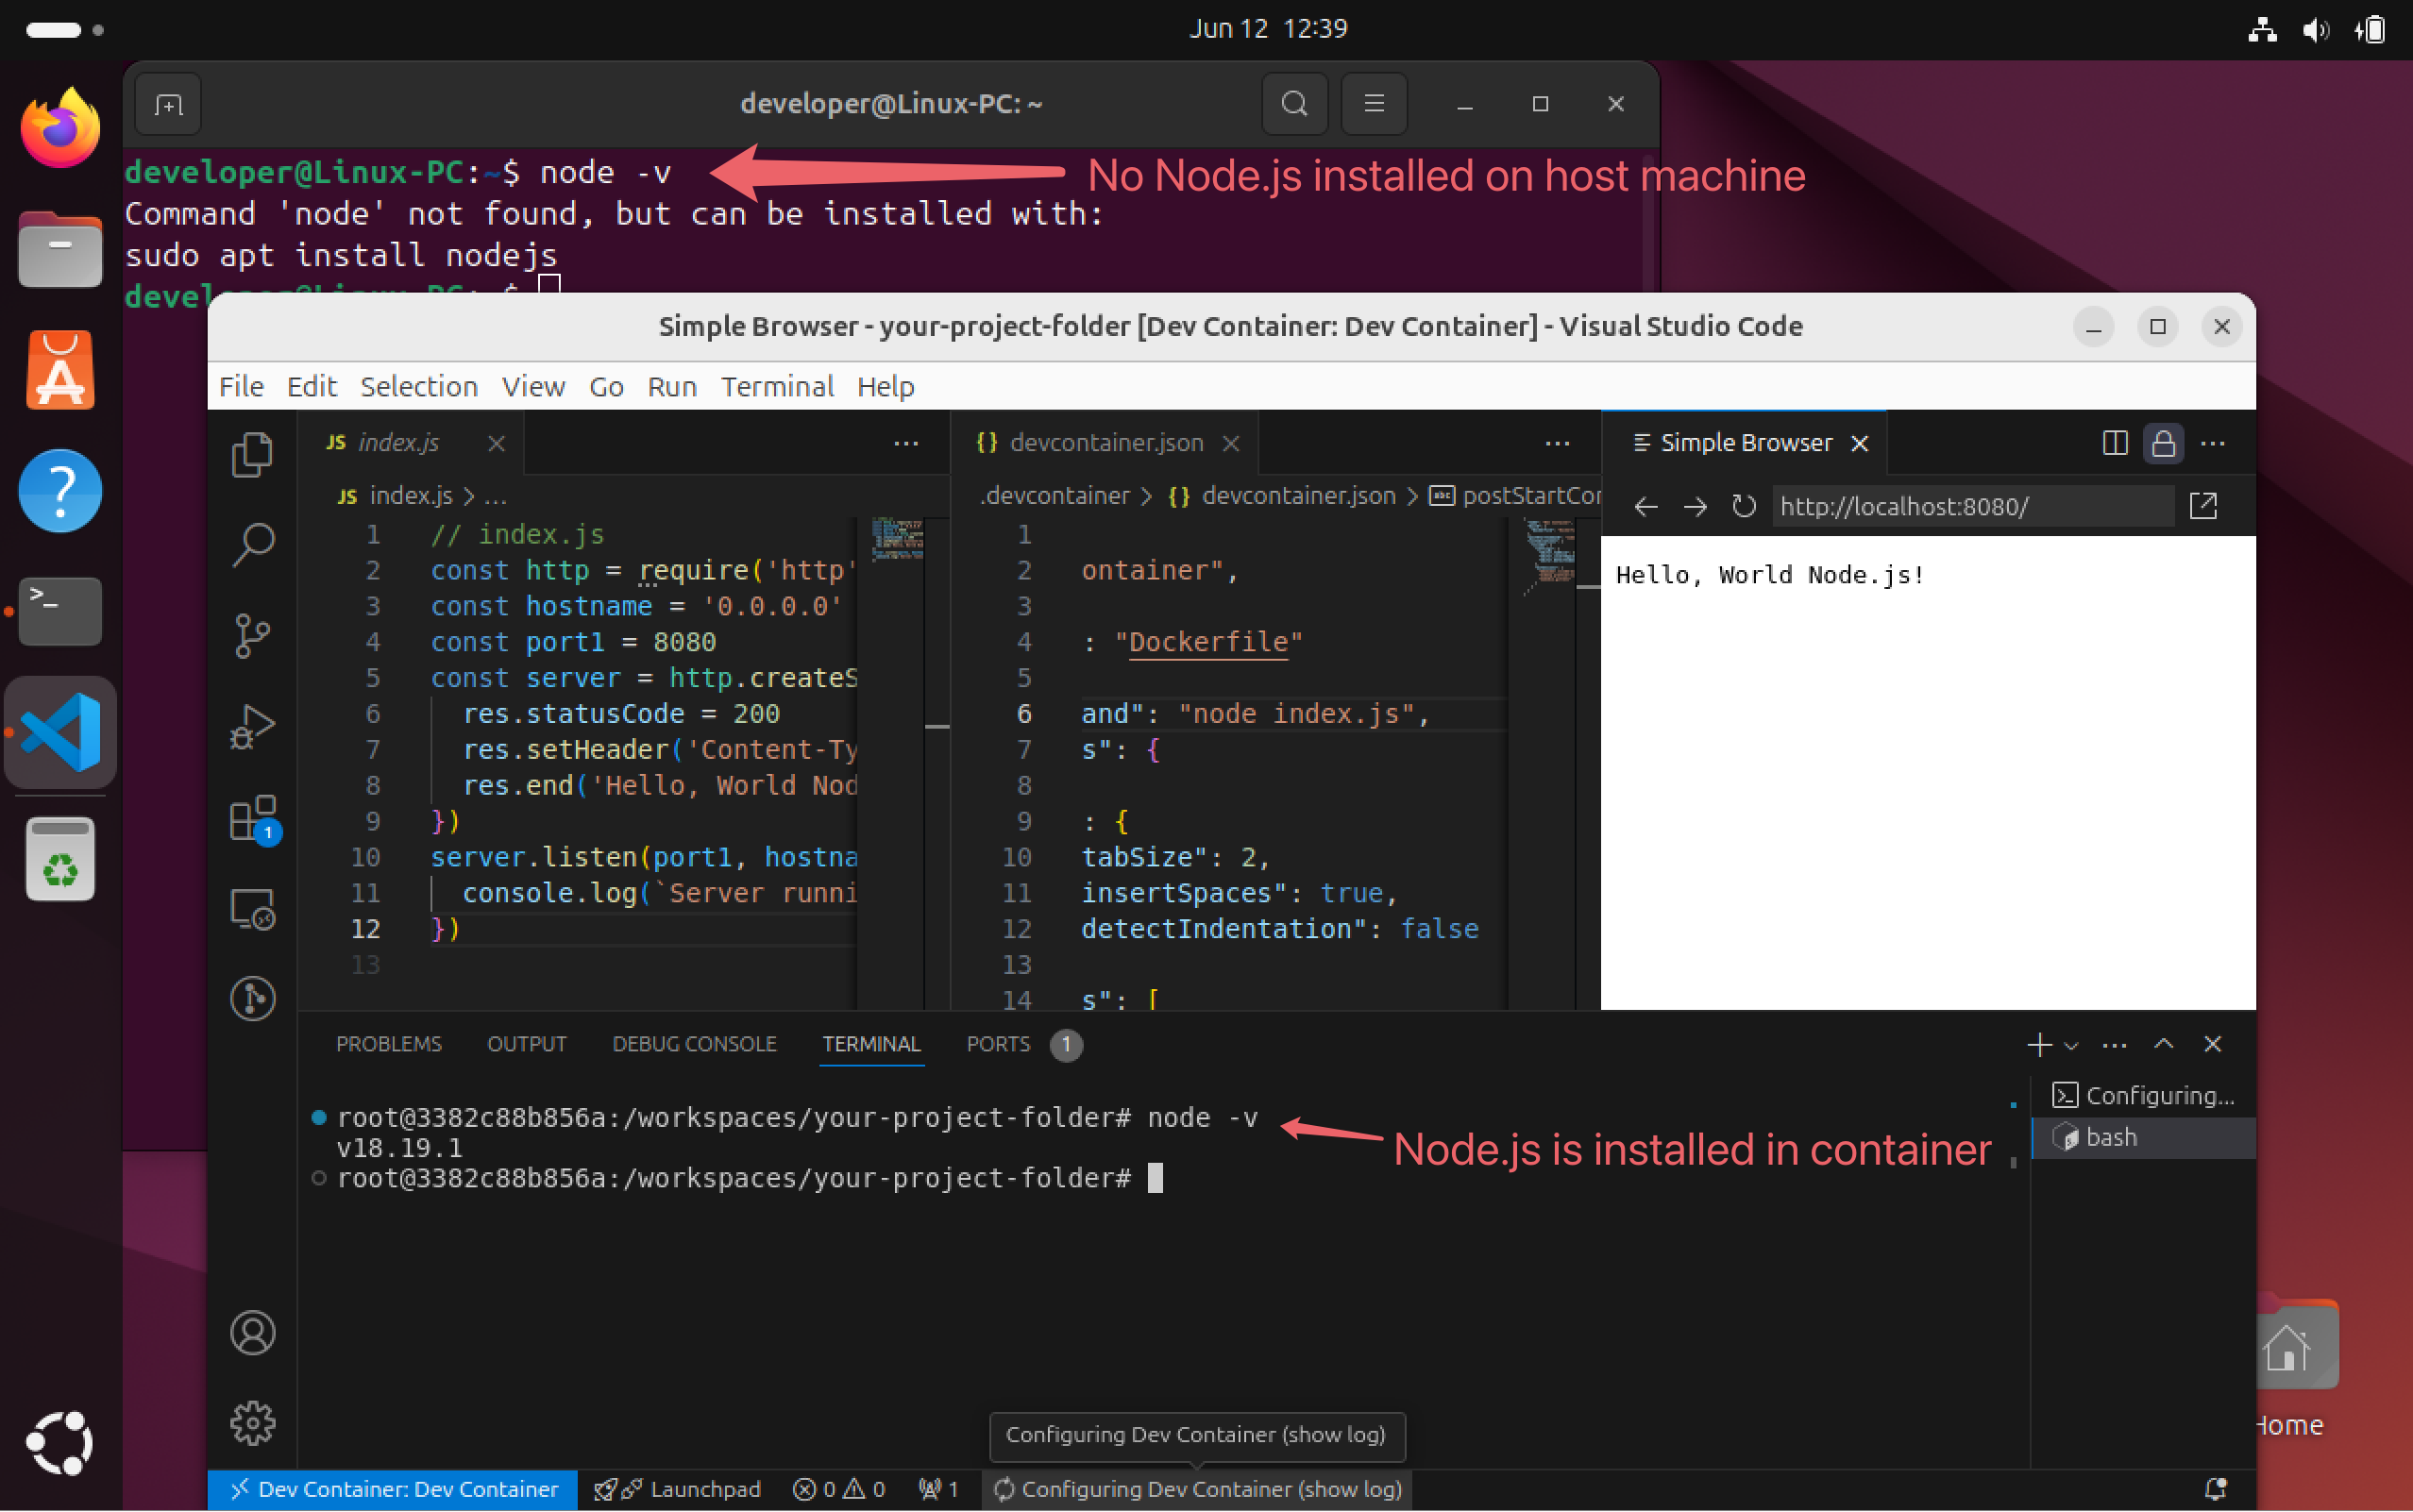 Jun 12 12:39
developer@Linux-PC: ~
developer@Linux-PC:~$ node -v
No Node.js installed on host machine
Command 'node' not found, but can be installed with:
sudo apt install nodejs
Simple Browser - your-project-folder [Dev Container: Dev Container] - Visual Studio Code
File Edit Selection View Go Run Terminal Help
JS index.js
JS index.js > ...
1 // index.js
2 const http = require('http'
3 const hostname = '0.0.0.0'
4 const port1 = 8080
5 const server = http.createS
6 res.statusCode = 200
7 res.setHeader('Content-Ty
8 res.end('Hello, World Nod
9 })
10 server.listen(port1, hostna
11 console.log(`Server runni
12 })
13
{} devcontainer.json
.devcontainer > {} devcontainer.json > abc postStartCor
1
2 ontainer",
3
4 : "Dockerfile"
5
6 and": "node index.js",
7 s": {
8
9 : {
10 tabSize": 2,
11 insertSpaces": true,
12 detectIndentation": false
13
14 s": [
Simple Browser
http://localhost:8080/
Hello, World Node.js!
1
PROBLEMS OUTPUT DEBUG CONSOLE TERMINAL PORTS 1
root@3382c88b856a:/workspaces/your-project-folder# node -v
v18.19.1
root@3382c88b856a:/workspaces/your-project-folder#
Node.js is installed in container
Configuring...
bash
Configuring Dev Container (show log)
Dev Container: Dev Container Launchpad 0 0 1 Configuring Dev Container (show log)
Home